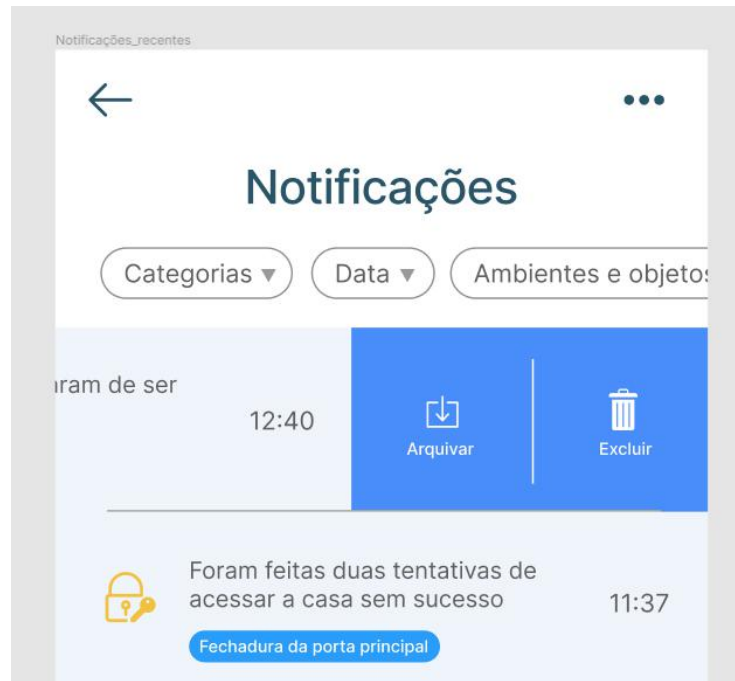 Notificações_recentes
Notificações
Categorias
Data
Ambientes e objetos
de ser
12:40
Arquivar
Excluir
Foram feitas duas tentativas de
acessar a casa sem sucesso
11:37
Fechadura da porta principal